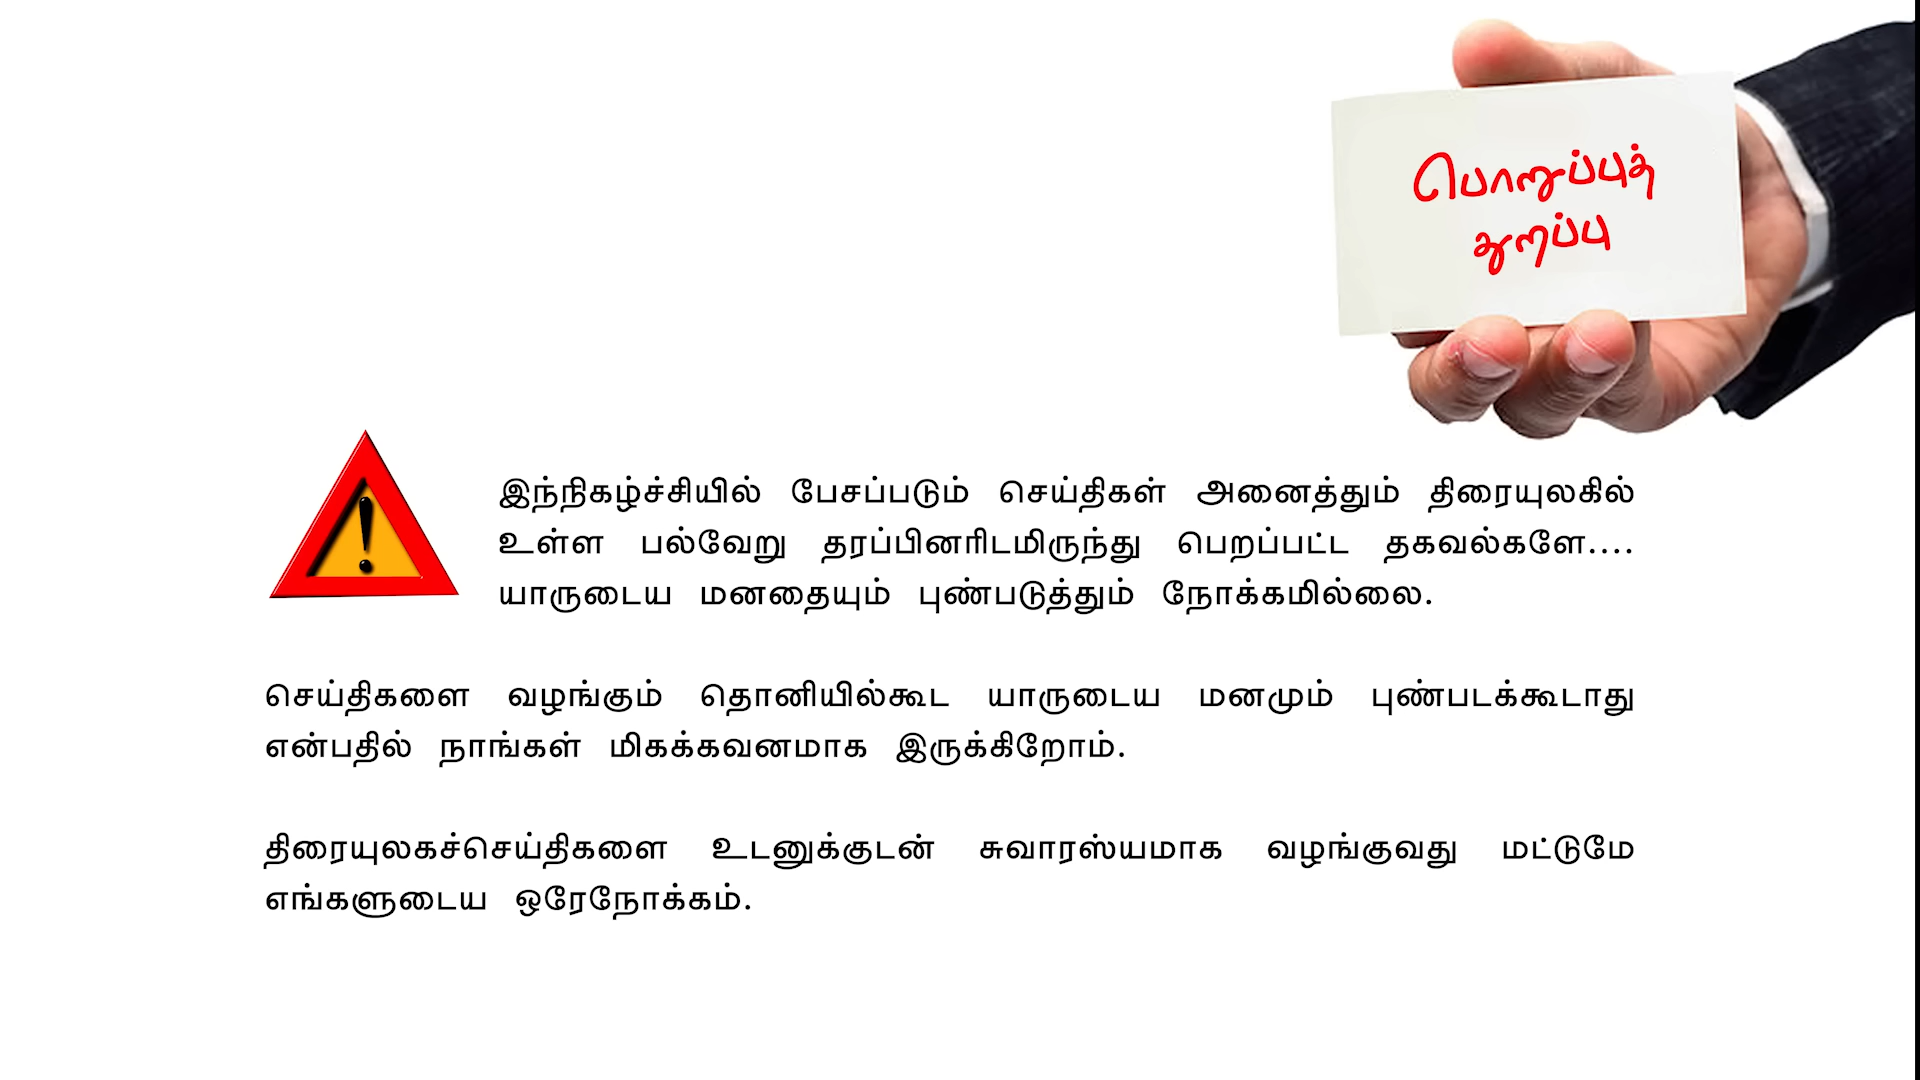 பொறுப்புத்
துறப்பு
இந்நிகழ்ச்சியில் பேசப்படும் செய்திகள் அனைத்தும் திரையுலகில்
உள்ள பல்வேறு தரப்பினரிடமிருந்து பெறப்பட்ட தகவல்களே....
யாருடைய மனதையும் புண்படுத்தும் நோக்கமில்லை.
செய்திகளை வழங்கும் தொனியில்கூட யாருடைய மனமும் புண்படக்கூடாது
என்பதில் நாங்கள் மிகக்கவனமாக இருக்கிறோம்.
திரையுலகச்செய்திகளை உடனுக்குடன் சுவாரஸ்யமாக வழங்குவது மட்டுமே
எங்களுடைய ஒரேநோக்கம்.